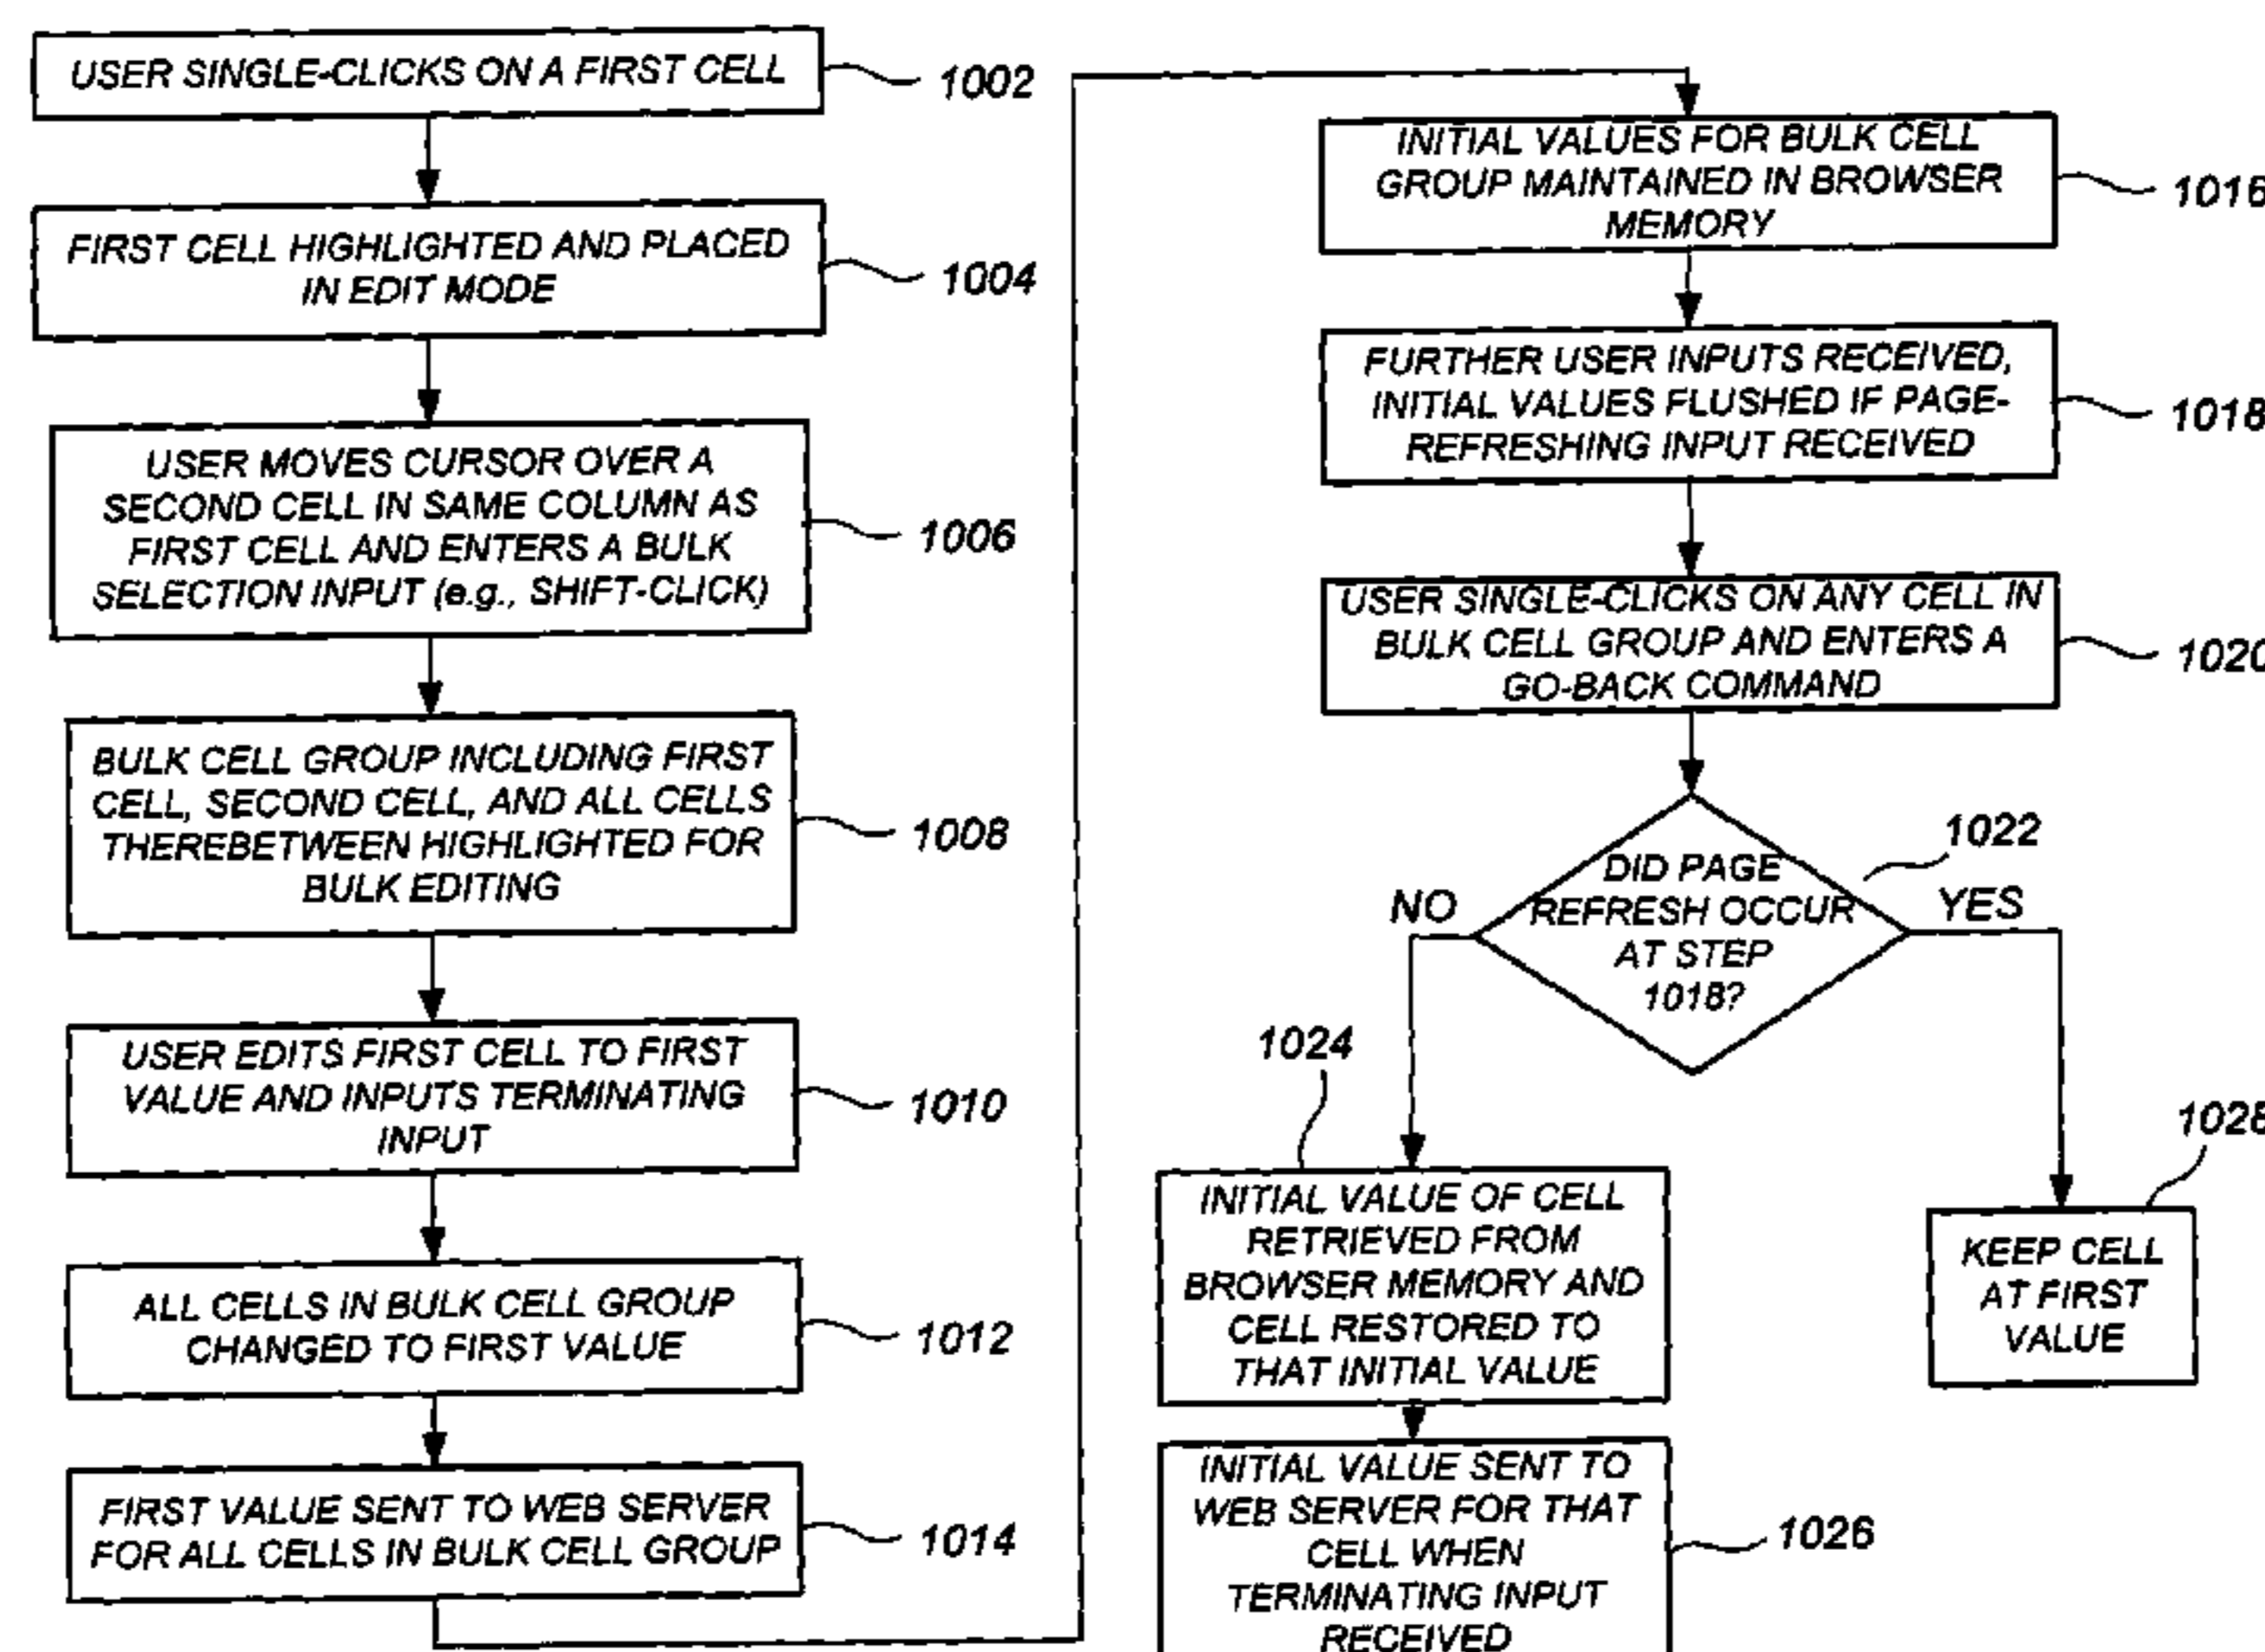 USER SINGLE-CLICKS ON A FIRST CELL
1002
FIRST CELL HIGHLIGHTED AND PLACED
IN EDIT MODE
1004
USER MOVES CURSOR OVER A
SECOND CELL IN SAME COLUMN AS
FIRST CELL AND ENTERS A BULK
SELECTION INPUT (e.g., SHIFT-CLICK)
1006
BULK CELL GROUP INCLUDING FIRST
CELL, SECOND CELL, AND ALL CELLS
THEREBETWEEN HIGHLIGHTED FOR
BULK EDITING
1008
USER EDITS FIRST CELL TO FIRST
VALUE AND INPUTS TERMINATING
INPUT
1010
ALL CELLS IN BULK CELL GROUP
CHANGED TO FIRST VALUE
1012
FIRST VALUE SENT TO WEB SERVER
FOR ALL CELLS IN BULK CELL GROUP
1014
INITIAL VALUES FOR BULK CELL
GROUP MAINTAINED IN BROWSER
MEMORY
1016
FURTHER USER INPUTS RECEIVED,
INITIAL VALUES FLUSHED IF PAGE-
REFRESHING INPUT RECEIVED
1018
USER SINGLE-CLICKS ON ANY CELL IN
BULK CELL GROUP AND ENTERS A
GO-BACK COMMAND
1020
DID PAGE
REFRESH OCCUR
AT STEP
1018?
1022
NO
YES
1024
INITIAL VALUE OF CELL
RETRIEVED FROM
BROWSER MEMORY AND
CELL RESTORED TO
THAT INITIAL VALUE
1028
KEEP CELL
AT FIRST
VALUE
INITIAL VALUE SENT TO
WEB SERVER FOR THAT
CELL WHEN
TERMINATING INPUT
RECEIVED
1026